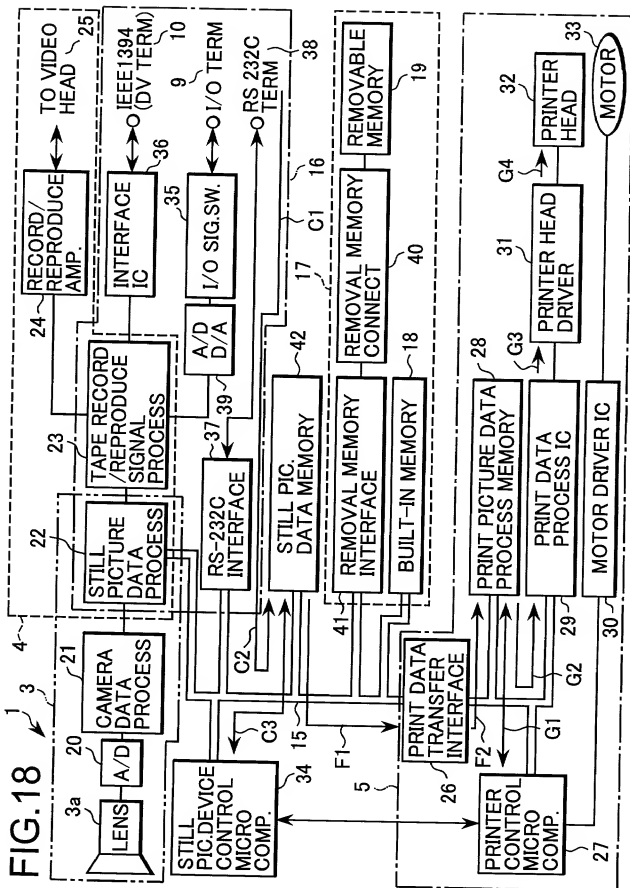 FIG.18
1
3
4
3a
LENS
20
A/D
21
CAMERA DATA
PROCESS
22
STILL
PICTURE DATA
PROCESS
23
TAPE RECORD
/REPRODUCE
SIGNAL
PROCESS
24
RECORD/
REPRODUCE
AMP.
TO VIDEO
HEAD
25
INTERFACE
IC
36
IEEE1394
(DV TERM)
10
35
I/O SIG.SW.
A/D
D/A
39
9
I/O TERM
RS 232C
TERM
38
16
C1
37
RS-232C
INTERFACE
C2
42
STILL PIC.
DATA MEMORY
17
C3
15
F1
STILL
PIC.DEVICE
CONTROL
MICRO
COMP.
34
41
REMOVAL MEMORY
INTERFACE
REMOVAL MEMORY
CONNECT
40
REMOVABLE
MEMORY
19
BUILT-IN MEMORY
18
5
26
PRINT DATA
TRANSFER
INTERFACE
F2
G1
G2
PRINTER
CONTROL
MICRO
COMP.
27
28
PRINT PICTURE DATA
PROCESS MEMORY
PRINT DATA
PROCESS IC
29
MOTOR DRIVER IC
30
G3
31
PRINTER HEAD
DRIVER
G4
32
PRINTER
HEAD
33
MOTOR